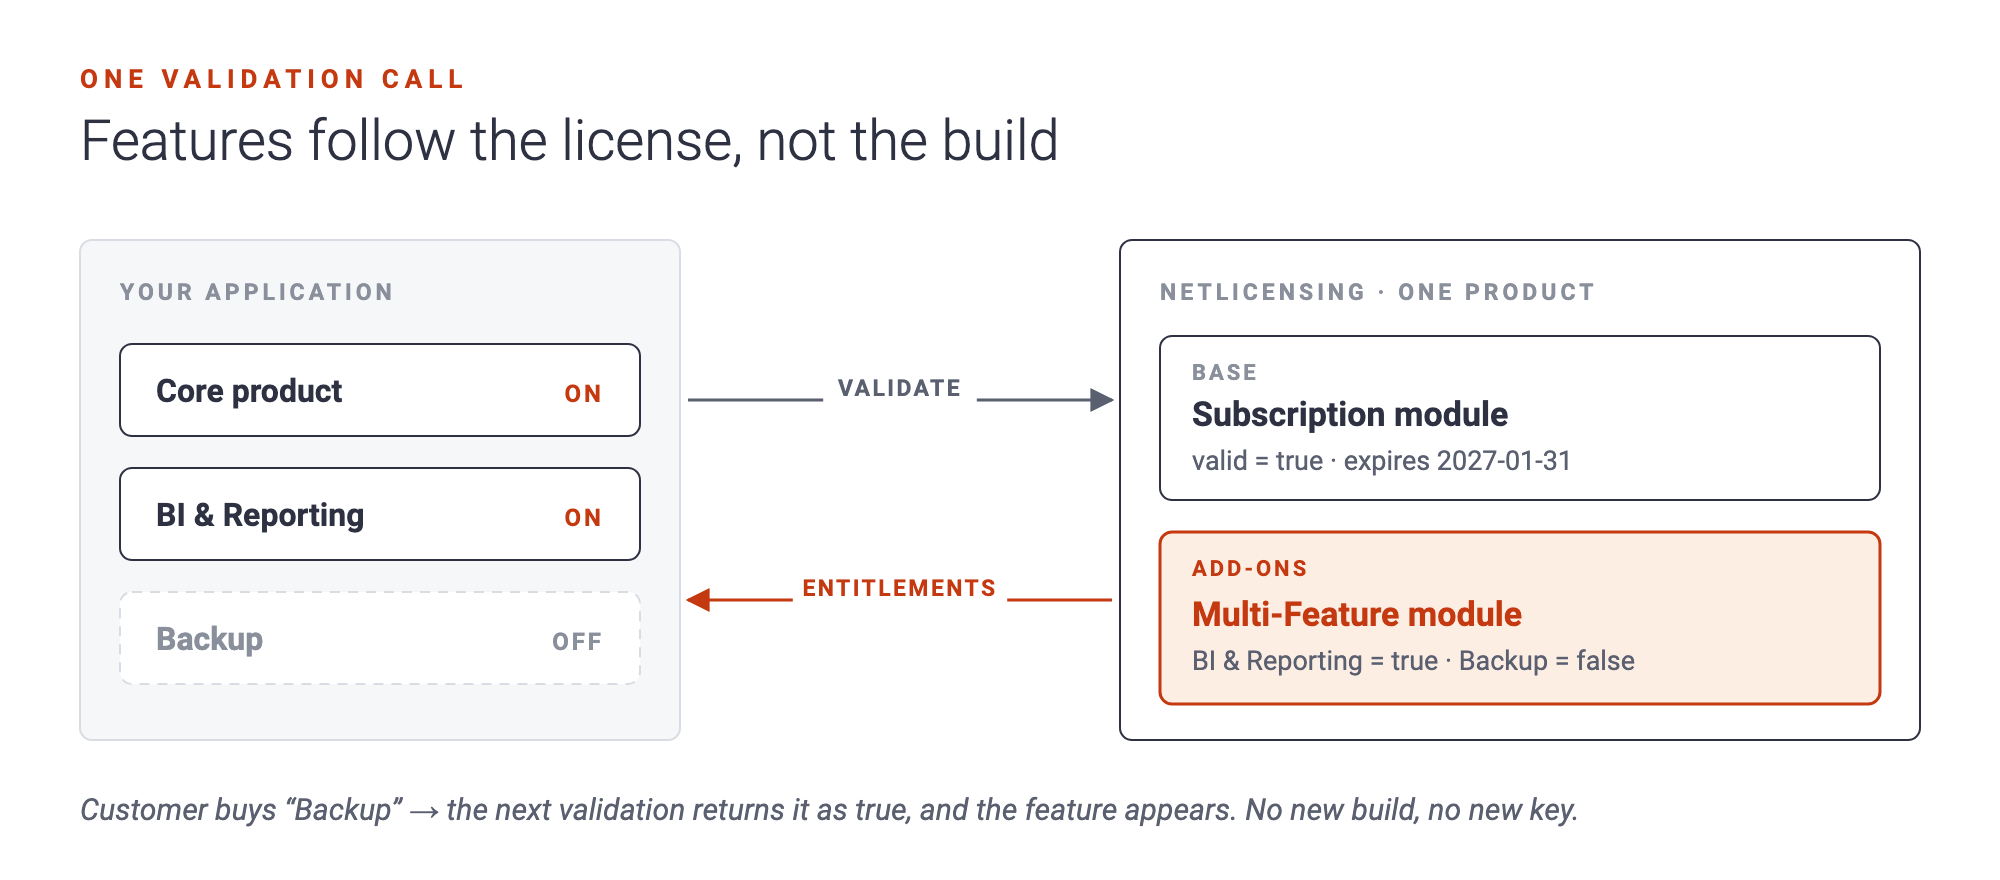 ONE VALIDATION CALL
Features follow the license, not the build
YOUR APPLICATION
Core product ON
BI & Reporting ON
Backup OFF
VALIDATE
ENTITLEMENTS
NETLICENSING · ONE PRODUCT
BASE
Subscription module
valid = true · expires 2027-01-31
ADD-ONS
Multi-Feature module
BI & Reporting = true · Backup = false
Customer buys “Backup” → the next validation returns it as true, and the feature appears. No new build, no new key.